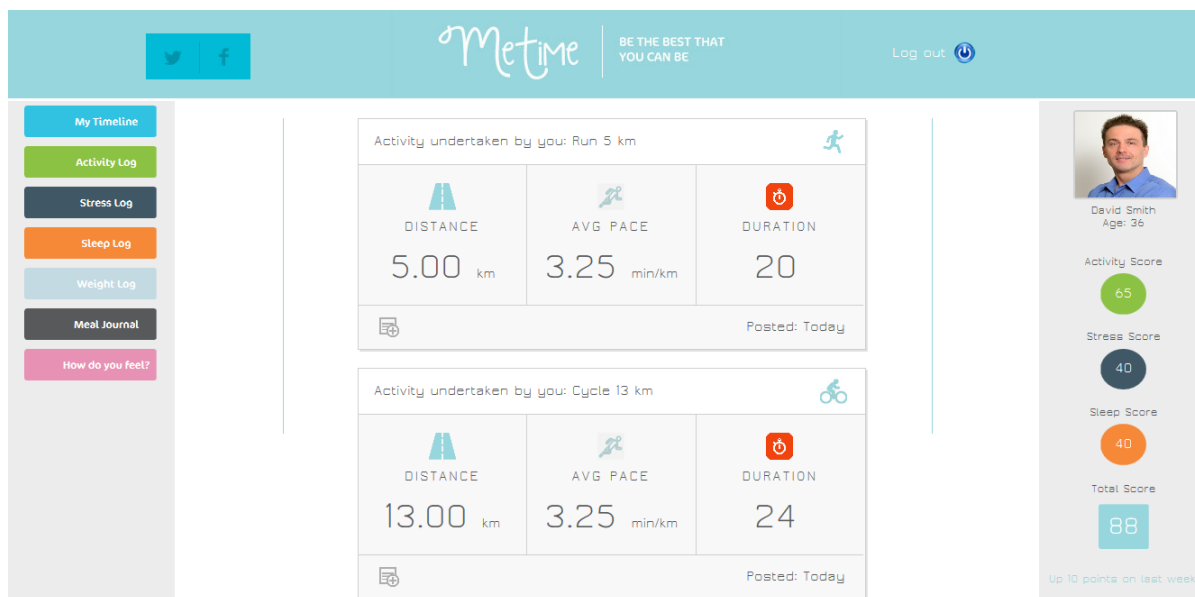 Metime
BE THE BEST THAT
YOU CAN BE
Log out
My Timeline
Activity Log
Stress Log
Sleep Log
Weight Log
Meal Journal
How do you feel?
Activity undertaken by you: Run 5 km
DISTANCE
5.00 km
AVG PACE
3.25 min/km
DURATION
20
Posted: Today
Activity undertaken by you: Cycle 13 km
DISTANCE
13.00 km
AVG PACE
3.25 min/km
DURATION
24
Posted: Today
David Smith
Age: 36
Activity Score
65
Stress Score
40
Sleep Score
40
Total Score
88
Up 10 points on last week